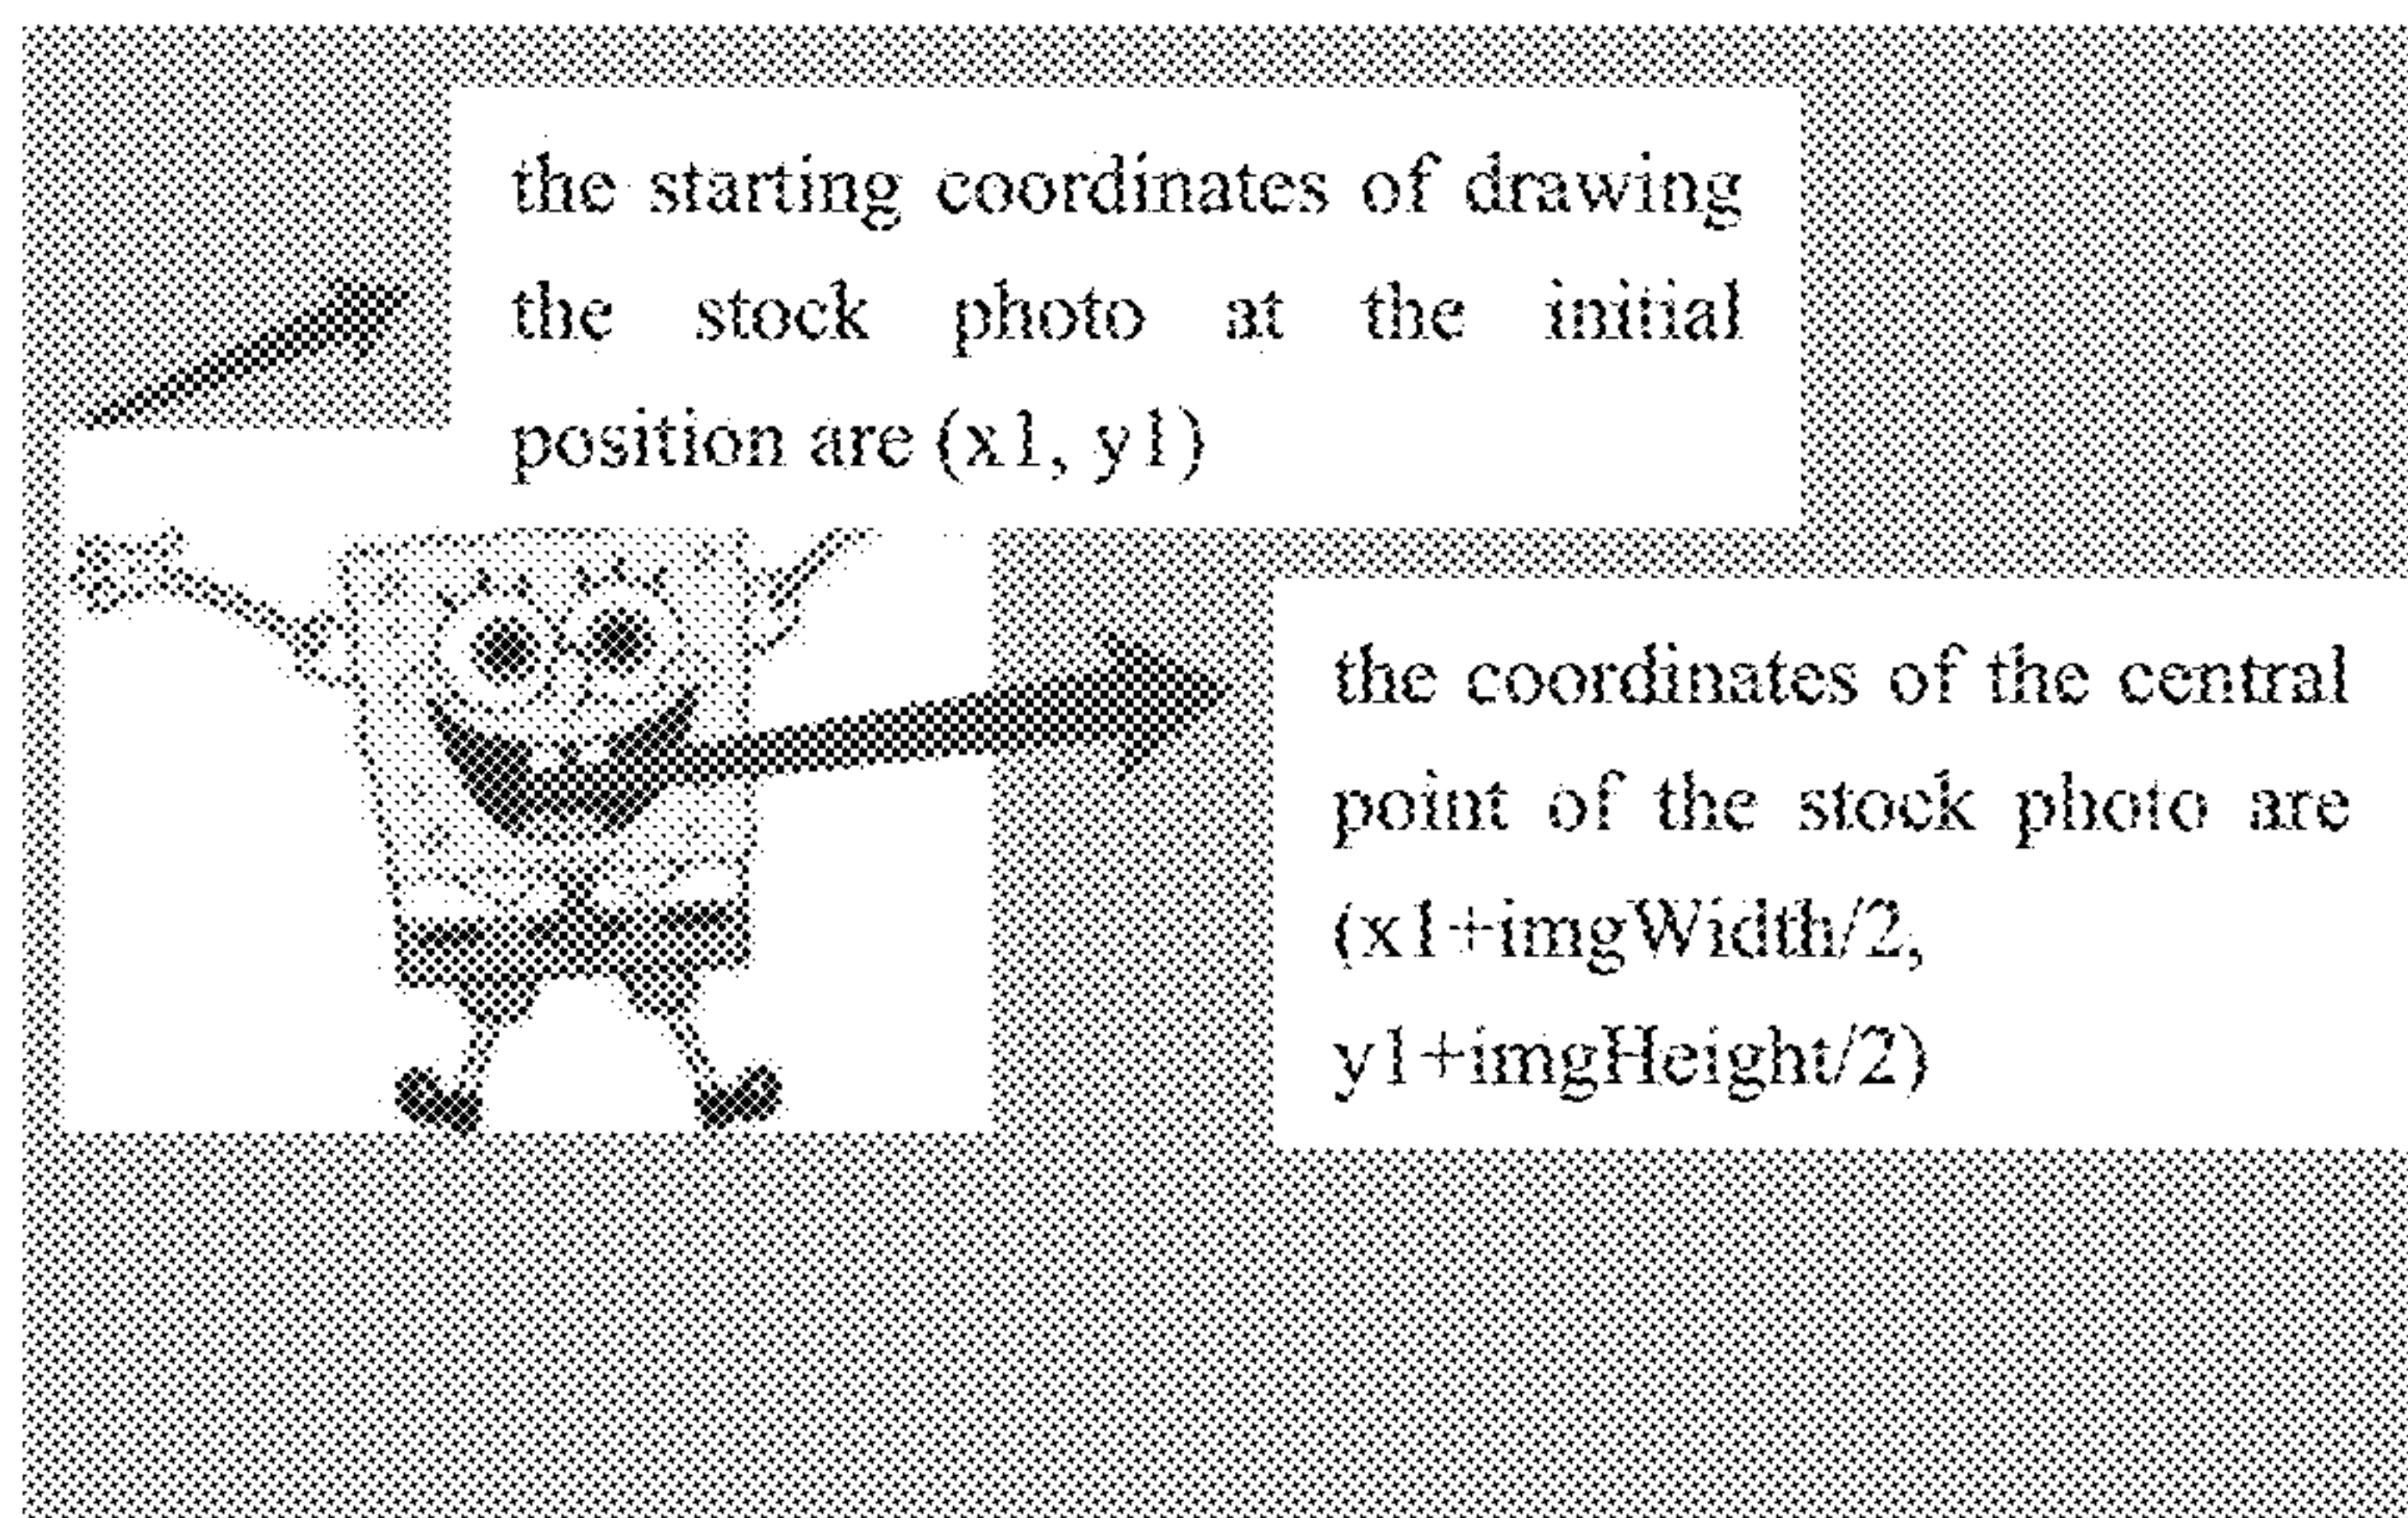 the starting coordinates of drawing
the stock photo at the initial
position are (x1, y1)
the coordinates of the central
point of the stock photo are
(x1+imgWidth/2,
y1+imgHeight/2)